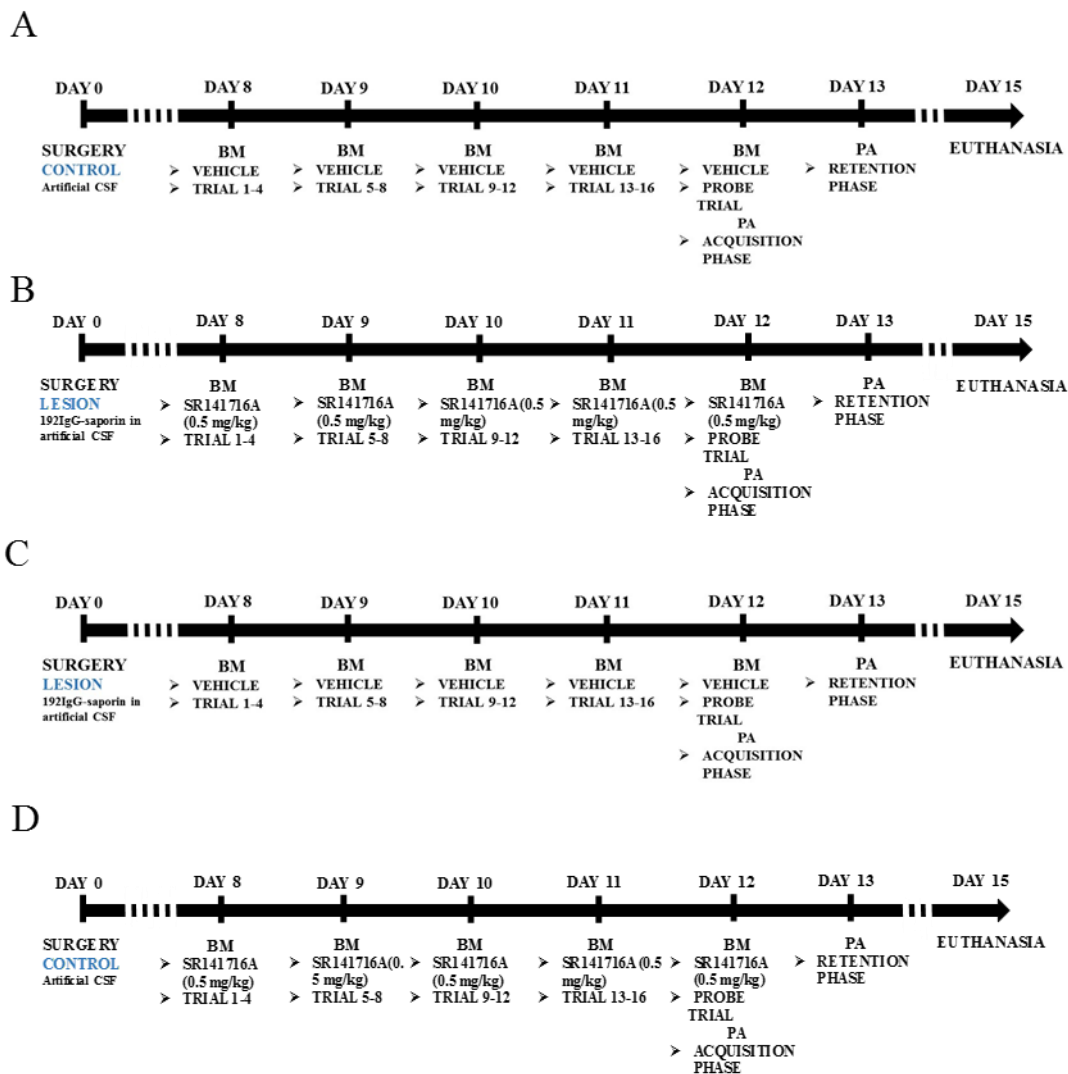 A
DAY 0 DAY 8 DAY 9 DAY 10 DAY 11 DAY 12 DAY 13 DAY 15
SURGERY BM BM BM BM BM PA EUTHANASIA
CONTROL ➢ VEHICLE ➢ VEHICLE ➢ VEHICLE ➢ VEHICLE ➢ VEHICLE ➢ RETENTION
Artificial CSF ➢ TRIAL 1-4 ➢ TRIAL 5-8 ➢ TRIAL 9-12 ➢ TRIAL 13-16 ➢ PROBE PHASE
TRIAL
PA
➢ ACQUISITION
PHASE
B
DAY 0 DAY 8 DAY 9 DAY 10 DAY 11 DAY 12 DAY 13 DAY 15
SURGERY BM BM BM BM BM PA EUTHANASIA
LESION ➢ SR141716A ➢ SR141716A ➢ SR141716A(0.5 ➢ SR141716A(0.5 ➢ SR141716A ➢ RETENTION
192IgG-saporin in (0.5 mg/kg) (0.5 mg/kg) mg/kg) mg/kg) (0.5 mg/kg) PHASE
artificial CSF ➢ TRIAL 1-4 ➢ TRIAL 5-8 ➢ TRIAL 9-12 ➢ TRIAL 13-16 ➢ PROBE
TRIAL
PA
➢ ACQUISITION
PHASE
C
DAY 0 DAY 8 DAY 9 DAY 10 DAY 11 DAY 12 DAY 13 DAY 15
SURGERY BM BM BM BM BM PA EUTHANASIA
LESION ➢ VEHICLE ➢ VEHICLE ➢ VEHICLE ➢ VEHICLE ➢ VEHICLE ➢ RETENTION
192IgG-saporin in ➢ TRIAL 1-4 ➢ TRIAL 5-8 ➢ TRIAL 9-12 ➢ TRIAL 13-16 ➢ PROBE PHASE
artificial CSF TRIAL
PA
➢ ACQUISITION
PHASE
D
DAY 0 DAY 8 DAY 9 DAY 10 DAY 11 DAY 12 DAY 13 DAY 15
SURGERY BM BM BM BM BM PA EUTHANASIA
CONTROL ➢ SR141716A ➢ SR141716A(0. ➢ SR141716A ➢ SR141716A(0.5 ➢ SR141716A ➢ RETENTION
Artificial CSF (0.5 mg/kg) 5 mg/kg) (0.5 mg/kg) mg/kg) (0.5 mg/kg) PHASE
➢ TRIAL 1-4 ➢ TRIAL 5-8 ➢ TRIAL 9-12 ➢ TRIAL 13-16 ➢ PROBE
TRIAL
PA
➢ ACQUISITION
PHASE